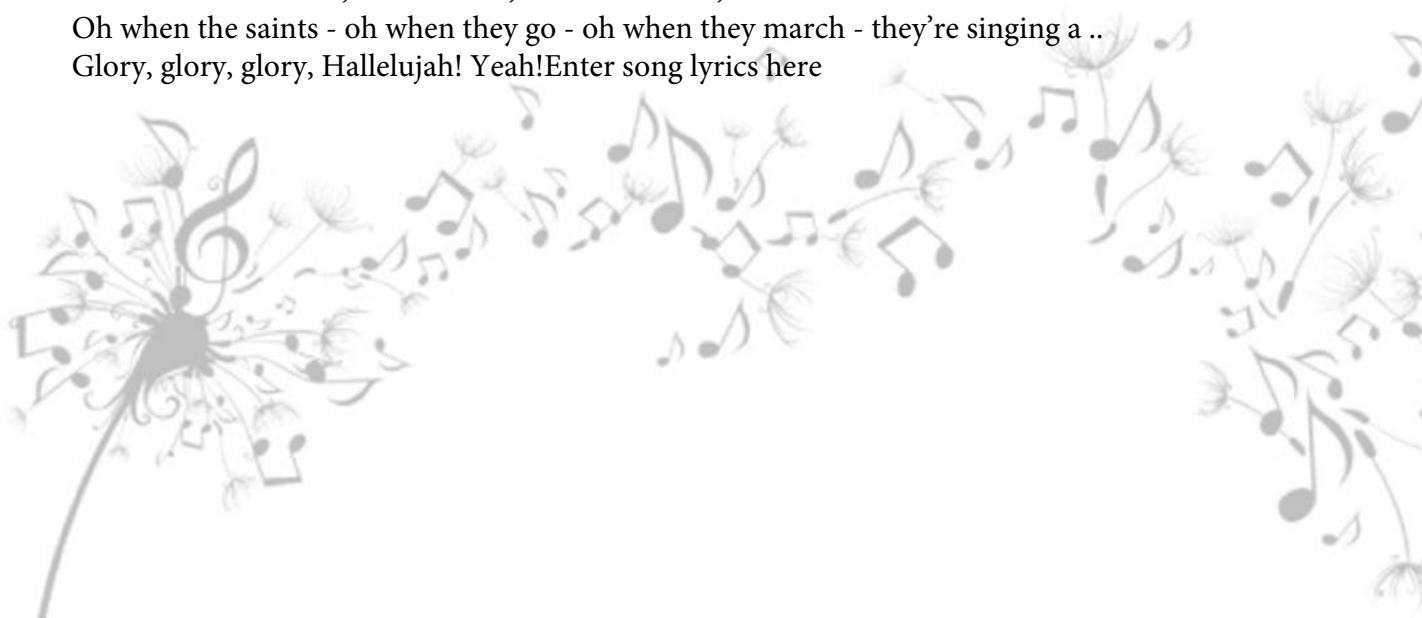 Oh when the saints - oh when they go - oh when they march - they’re singing a ..
Glory, glory, glory, Hallelujah! Yeah!Enter song lyrics here